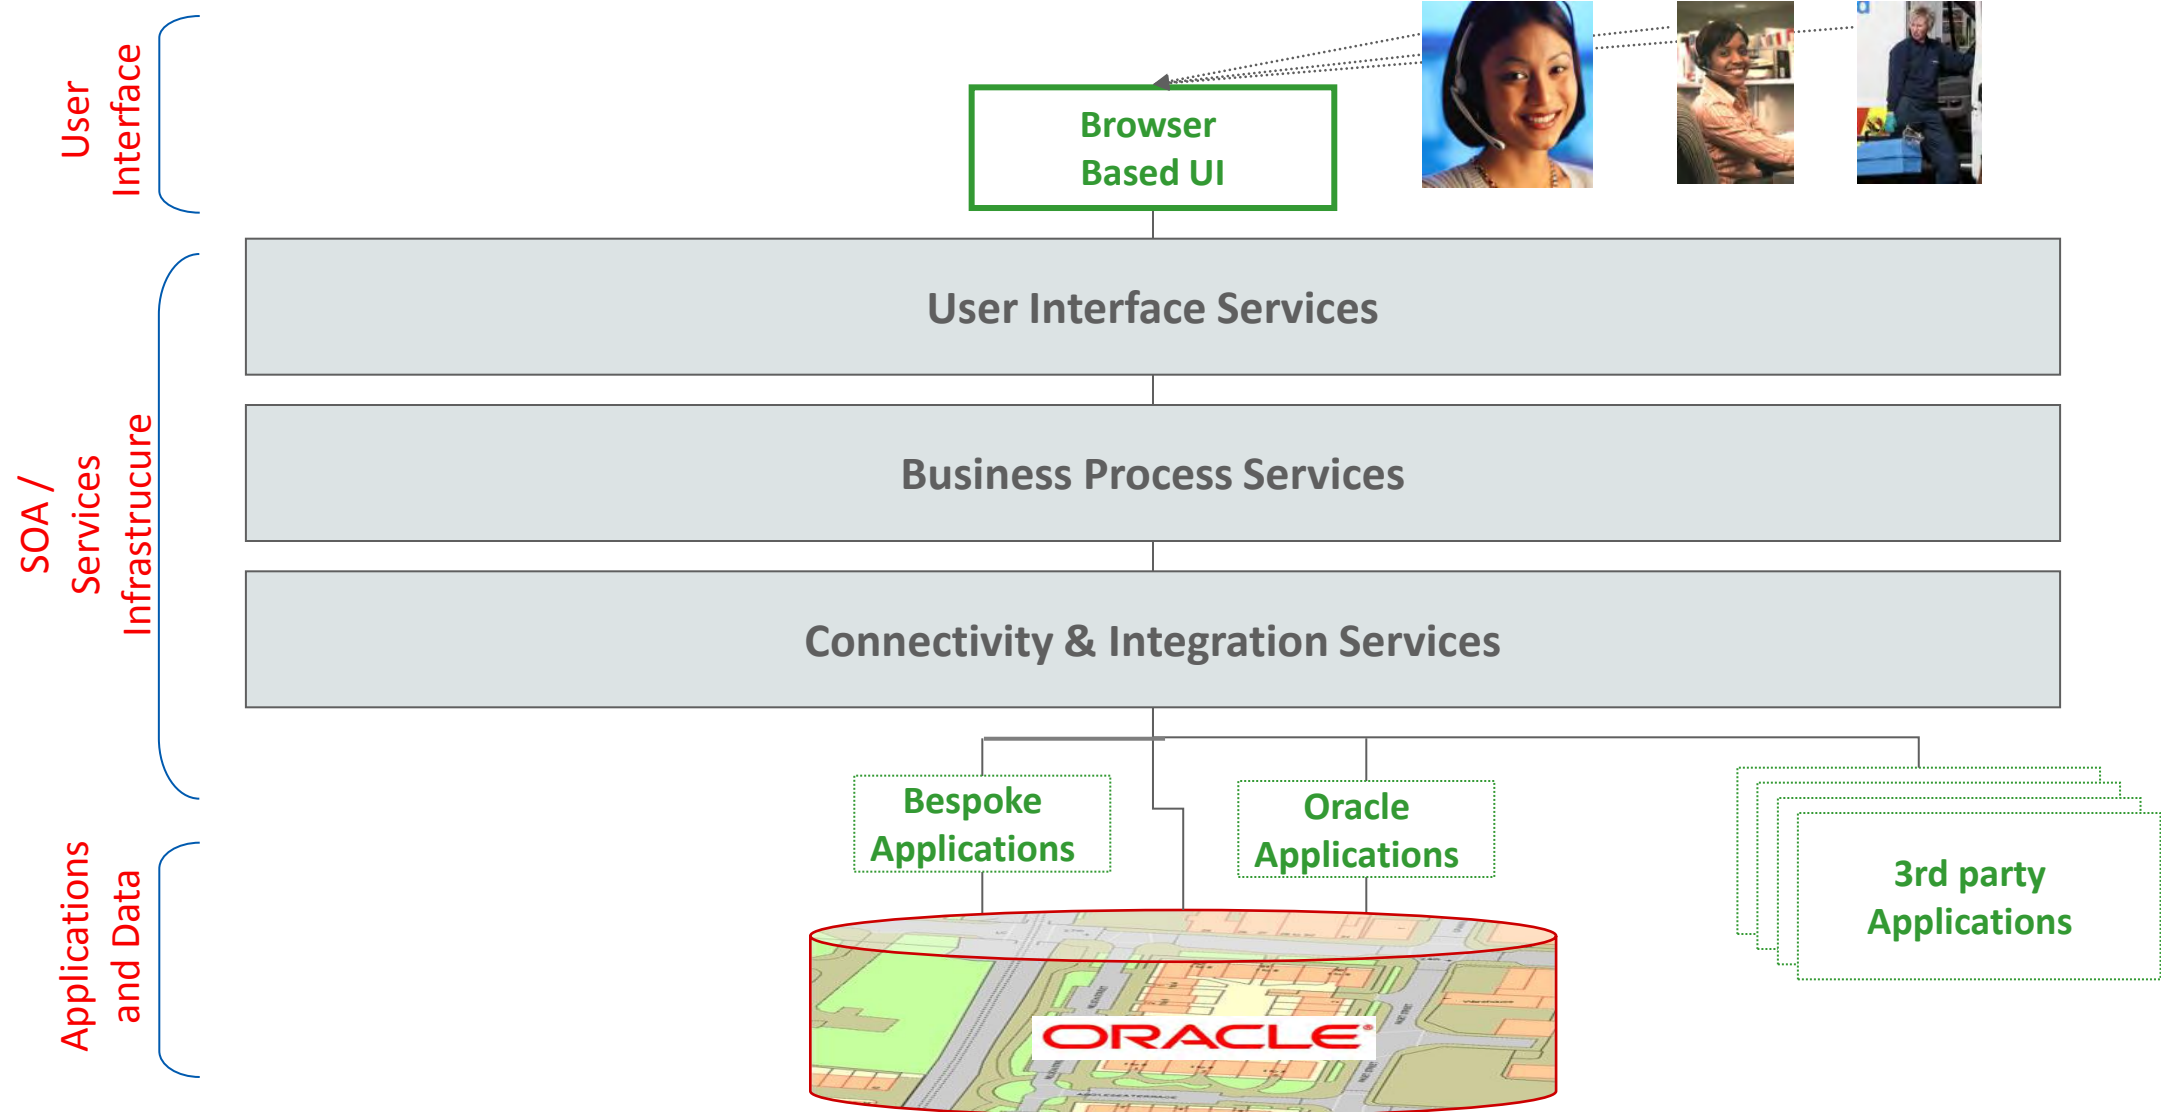 User
Interface
Browser
Based UI
User Interface Services
SOA /
Services
Infrastrucure
Business Process Services
Connectivity & Integration Services
Bespoke
Applications
Oracle
Applications
3rd party
Applications
Applications
and Data
ORACLE